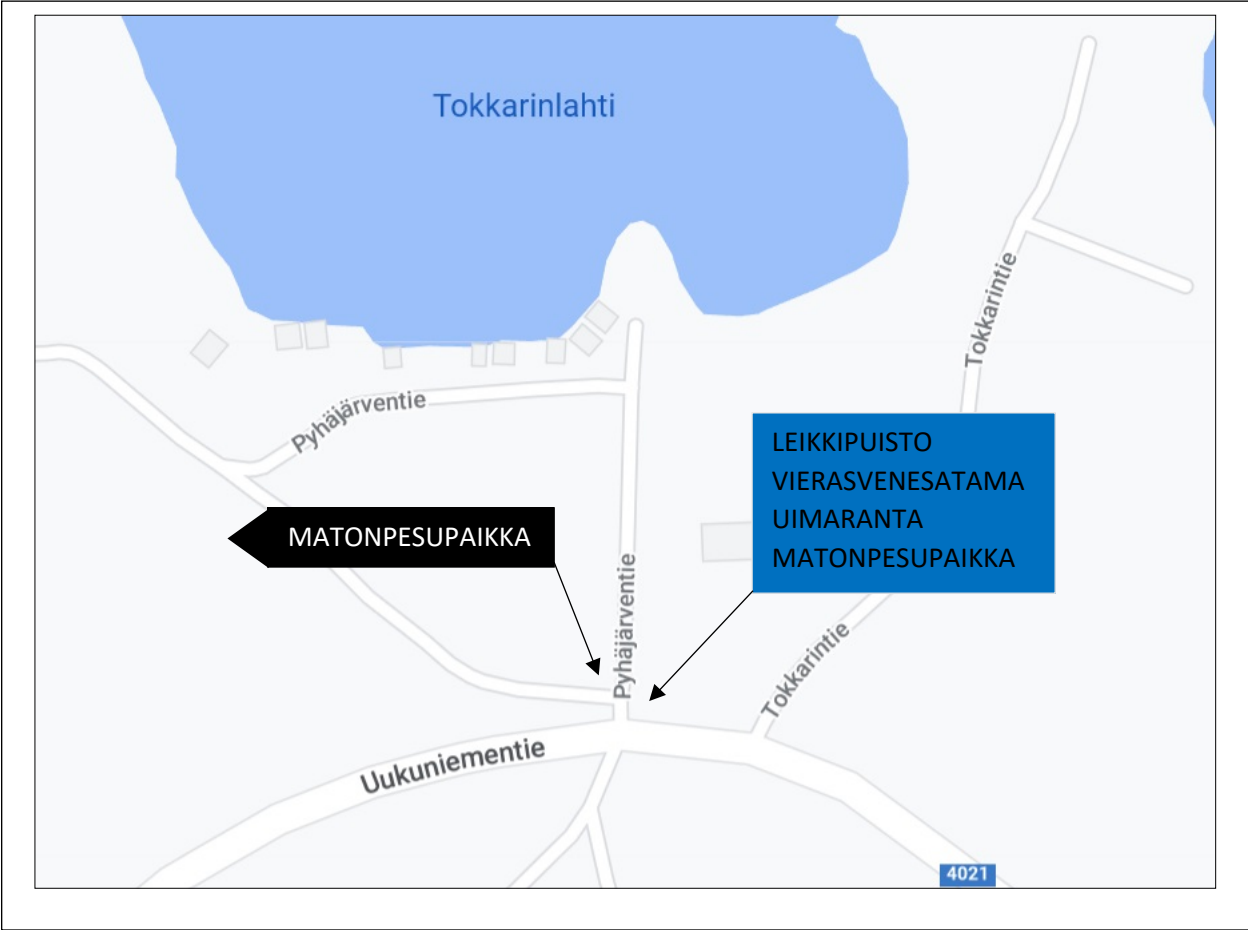 Tokkarinlahti
Tokkarintie
Pyhäjärventie
LEIKKIPUISTO
VIERASVENESATAMA
UIMARANTA
MATONPESUPAIKKA
MATONPESUPAIKKA
Pyhäjärventie
Tokkarintie
Uukuniementie
4021